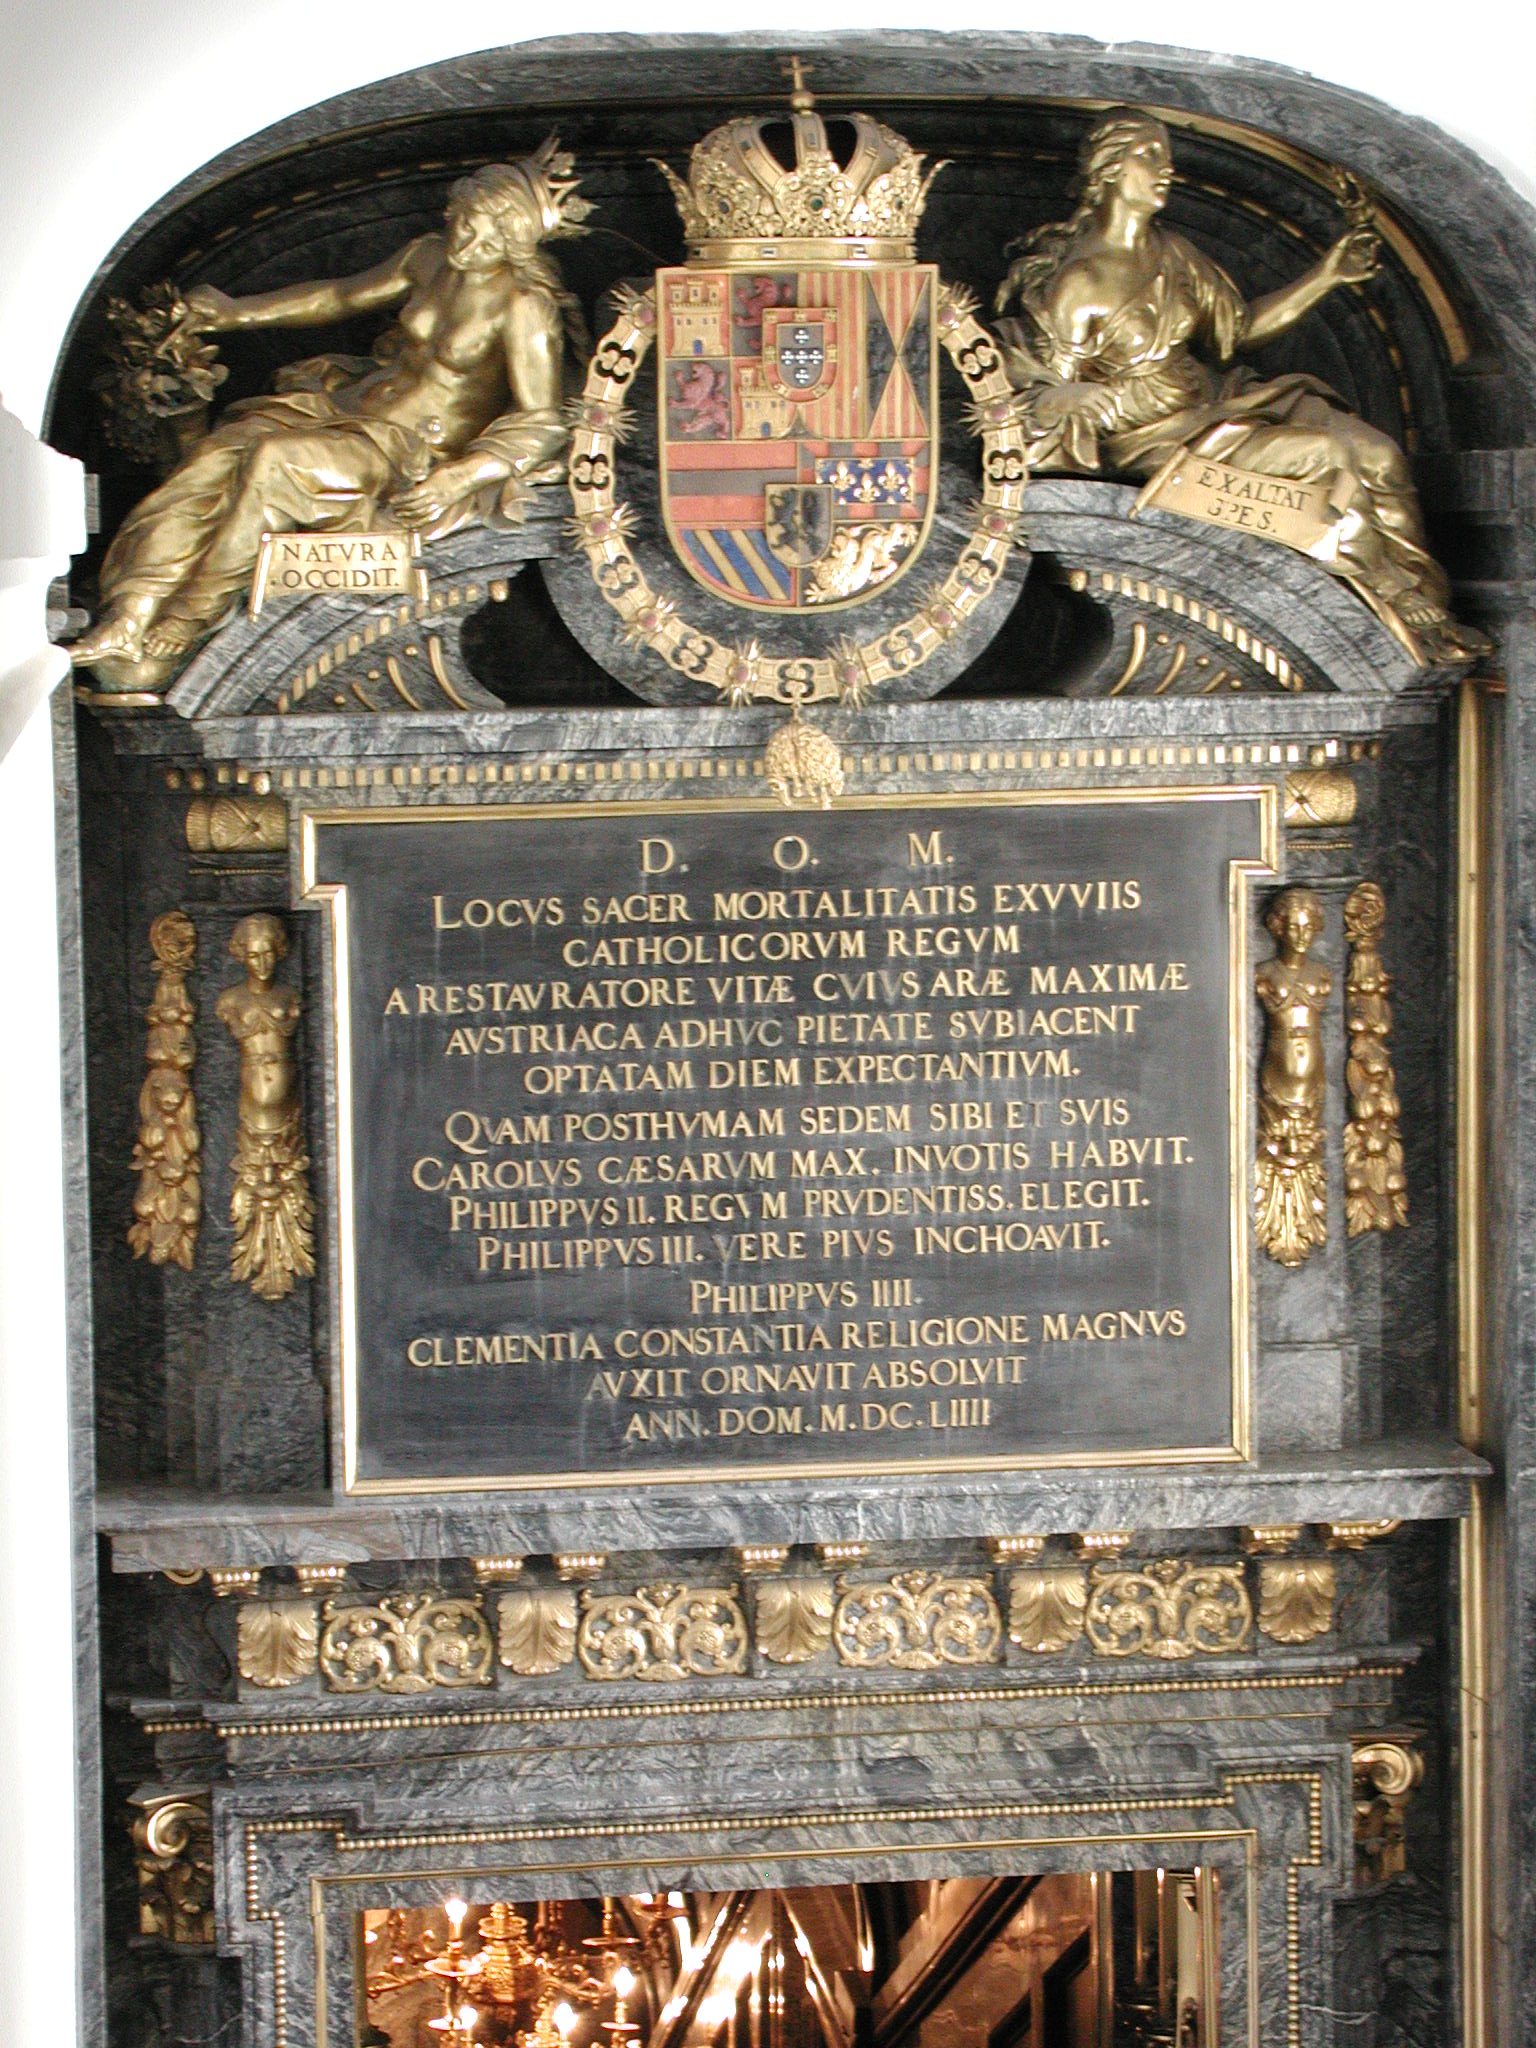 NATVRA
OCCIDIT.
EXALTAT
SPES.
D. O. M.
LOCVS SACER MORTALITATIS EXVVIIS
CATHOLICORVM REGVM
A RESTAVRATORE VITÆ CVIVS ARÆ MAXIMÆ
AVSTRIACA ADHVC PIETATE SVBIACENT
OPTATAM DIEM EXPECTANTIVM.
QVAM POSTHVMAM SEDEM SIBI ET SVIS
CAROLVS CÆSARVM MAX. INVOTIS HABVIT.
PHILIPPVS II. REGVM PRVDENTISS. ELEGIT.
PHILIPPVS III. VERE PIVS INCHOAVIT.
PHILIPPVS IIII.
CLEMENTIA CONSTANTIA RELIGIONE MAGNVS
AVXIT ORNAVIT ABSOLVIT
ANN. DOM. M.DC.LIIII